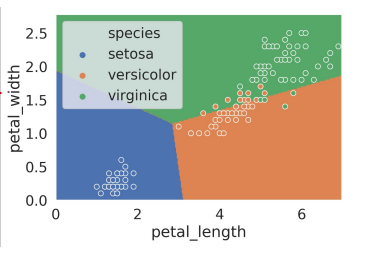 species
setosa
versicolor
virginica
2.5
2.0
1.5
1.0
0.5
0.0
petal_width
0 2 4 6
petal_length